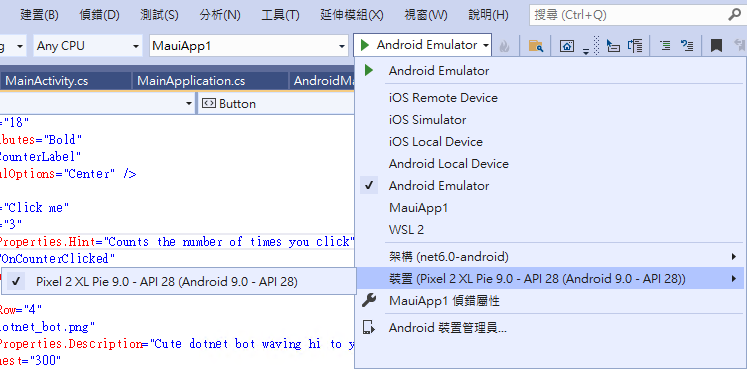 建置(B) 偵錯(D) 測試(S) 分析(N) 工具(T) 延伸模組(X) 視窗(W) 說明(H) 搜尋 (Ctrl+Q)
g Any CPU MauiApp1 Android Emulator
MainActivity.cs MainApplication.cs AndroidMa
Android Emulator
Button
iOS Remote Device
="18"
iOS Simulator
ibutes="Bold"
iOS Local Device
CounterLabel"
Android Local Device
alOptions="Center" />
Android Emulator
="Click me"
MauiApp1
="3"
WSL 2
Properties.Hint="Counts the number of times you click"
架構 (net6.0-android)
"OnCounterClicked"
裝置 (Pixel 2 XL Pie 9.0 - API 28 (Android 9.0 - API 28))
Pixel 2 XL Pie 9.0 - API 28 (Android 9.0 - API 28)
MauiApp1 偵錯屬性
Row="4"
Android 裝置管理員...
dotnet_bot.png"
Properties.Description="Cute dotnet bot waving hi to y
uest="300"